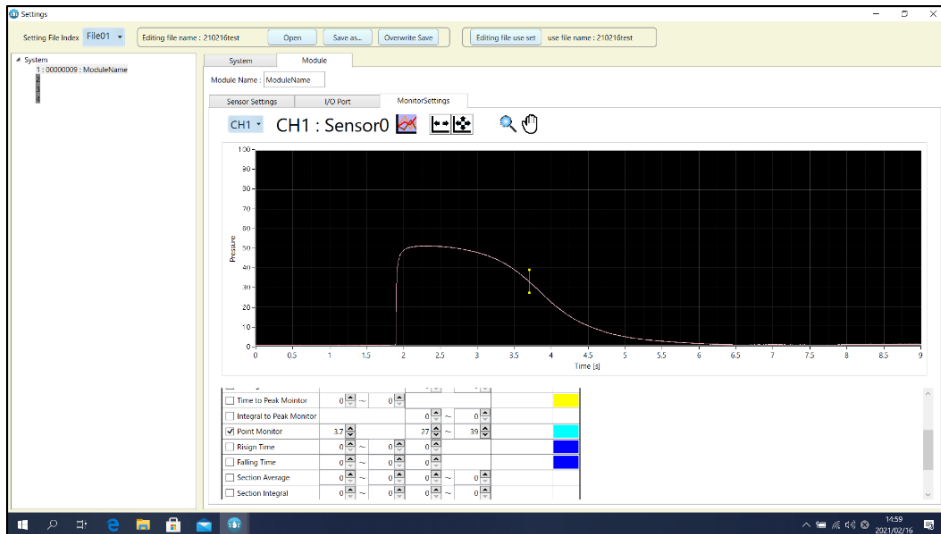 Settings
Setting File Index File01 Editing file name : 210216test Open Save as... Overwrite Save Editing file use set use file name : 210216test
System
1 : 00000009 : ModuleName
System Module
Module Name : ModuleName
Sensor Settings I/O Port MonitorSettings
CH1 CH1 : Sensor0
100
90
80
70
60
50
40
30
20
10
0
Pressure
0 0.5 1 1.5 2 2.5 3 3.5 4 4.5 5 5.5 6 6.5 7 7.5 8 8.5 9
Time [s]
Time to Peak Mointor 0 ~ 0
Integral to Peak Monitor 0 ~ 0
Point Monitor 3.7 27 ~ 39
Risign Time 0 ~ 0 0
Falling Time 0 ~ 0 0
Section Average 0 ~ 0 0 ~ 0
Section Integral 0 ~ 0 0 ~ 0
14:59
2021/02/16